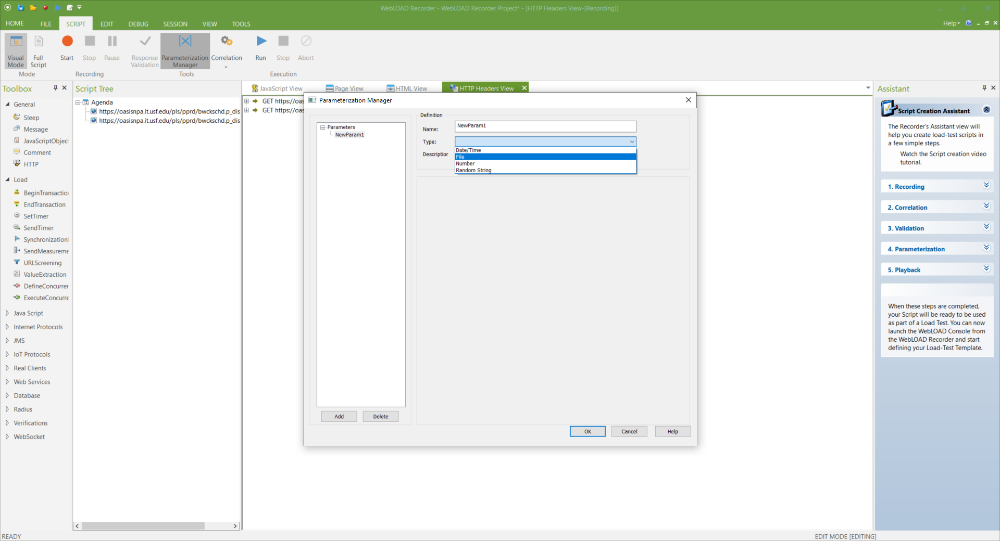 WebLOAD Recorder - WebLOAD Recorder Project* - [HTTP Headers View-[Recording]]
HOME FILE SCRIPT EDIT DEBUG SESSION VIEW TOOLS Help
Visual Mode Full Script Start Stop Pause Response Validation Parameterization Manager Correlation Run Stop Abort
Mode Recording Tools Execution
Toolbox
General
Sleep
Message
JavaScriptObject
Comment
HTTP
Load
BeginTransaction
EndTransaction
SetTimer
SendTimer
Synchronization
SendMeasureme
URLScreening
ValueExtraction
DefineConcurrer
ExecuteConcurre
Java Script
Internet Protocols
JMS
IoT Protocols
Real Clients
Web Services
Database
Radius
Verifications
WebSocket
Script Tree
Agenda
https://oasisnpa.it.usf.edu/pls/pprd/bwckschd.p_dis
https://oasisnpa.it.usf.edu/pls/pprd/bwckschd.p_dis
JavaScript View Page View HTML View HTTP Headers View
GET https://oas
GET https://oas
Parameterization Manager
Parameters
NewParam1
Add Delete
Definition
Name: NewParam1
Type:
Description
Date/Time
File
Number
Random String
OK Cancel Help
Assistant
Script Creation Assistant
The Recorder's Assistant view will
help you create load-test scripts in
a few simple steps.
Watch the Script creation video
tutorial.
1. Recording
2. Correlation
3. Validation
4. Parameterization
5. Playback
When these steps are completed,
your Script will be ready to be used
as part of a Load Test. You can now
launch the WebLOAD Console from
the WebLOAD Recorder and start
defining your Load-Test Template.
READY EDIT MODE [EDITING]